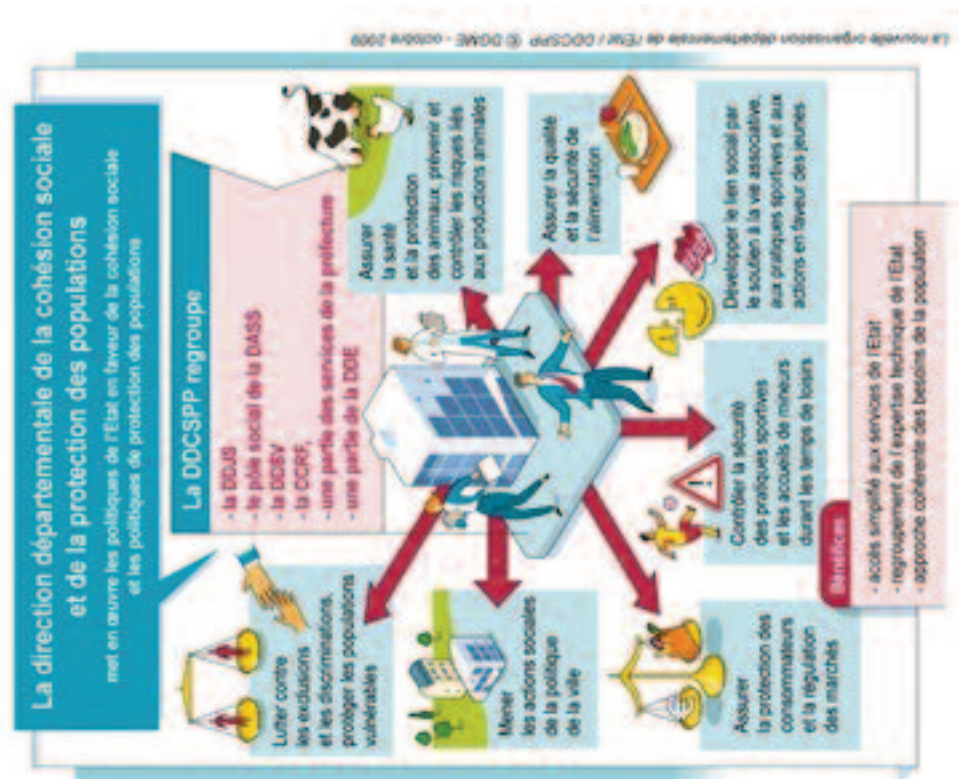 La direction départementale de la cohésion sociale
et de la protection des populations
met en œuvre les politiques de l'Etat en faveur de la cohésion sociale
et les politiques de protection des populations
La DDCSPP regroupe
- la DDJS
- le pôle social de la DASS
- la DDSV
- la CCRF,
- une partie des services de la préfecture
- une partie de la DDE
Lutter contre
les exclusions
et les discriminations,
protéger les populations
vulnérables
Assurer
la santé
et la protection
des animaux, prévenir et
contrôler les risques liés
aux productions animales
Mener
les actions sociales
de la politique
de la ville
Assurer la qualité
et la sécurité de
l'alimentation
Assurer
la protection des
consommateurs
et la régulation
des marchés
Contrôler la sécurité
des pratiques sportives
et les accueils de mineurs
durant les temps de loisirs
Développer le lien social par
le soutien à la vie associative,
aux pratiques sportives et aux
actions en faveur des jeunes
Bénéfices
- accès simplifié aux services de l'Etat
- regroupement de l'expertise technique de l'Etat
- approche cohérente des besoins de la population
La nouvelle organisation départementale de l'État / DDCSPP © DGME - octobre 2009